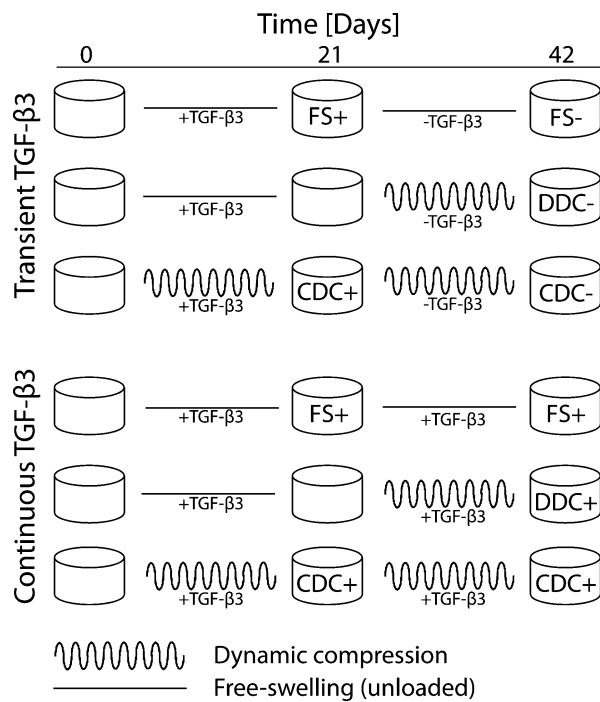 Time [Days]
0 21 42
Transient TGF-β3
+TGF-β3 FS+ -TGF-β3 FS-
+TGF-β3 -TGF-β3 DDC-
+TGF-β3 CDC+ -TGF-β3 CDC-
Continuous TGF-β3
+TGF-β3 FS+ +TGF-β3 FS+
+TGF-β3 +TGF-β3 DDC+
+TGF-β3 CDC+ +TGF-β3 CDC+
Dynamic compression
Free-swelling (unloaded)